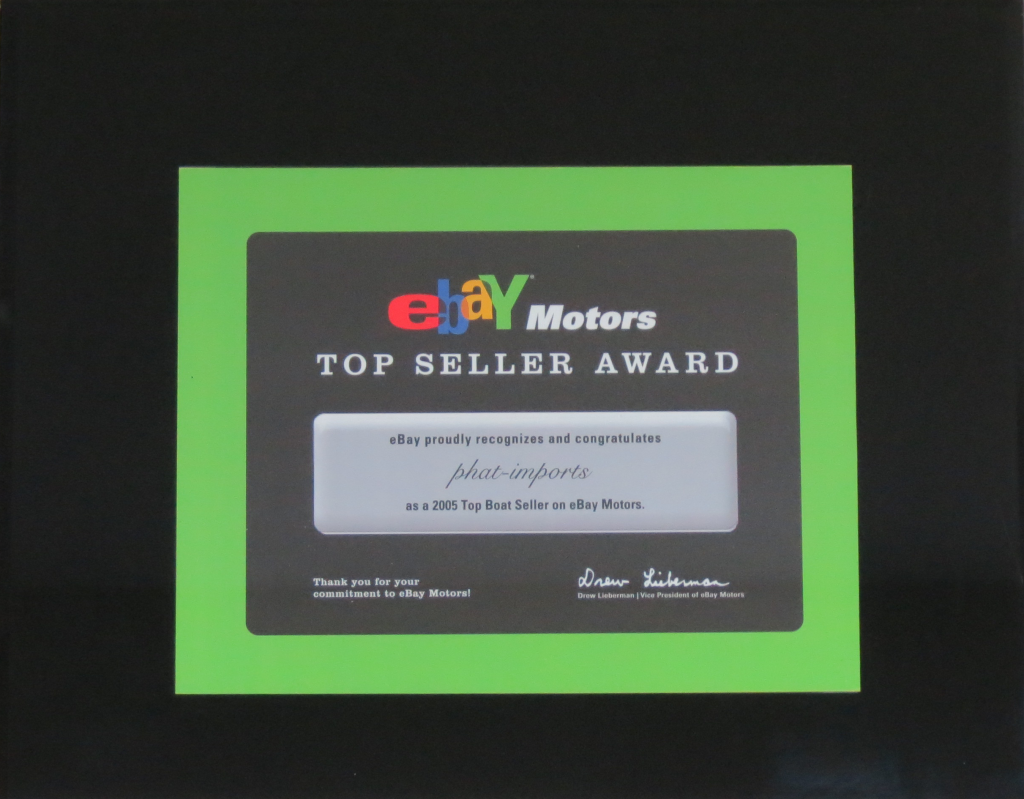 ebaY™ Motors
TOP SELLER AWARD
eBay proudly recognizes and congratulates
phat-imports
as a 2005 Top Boat Seller on eBay Motors.
Thank you for your
commitment to eBay Motors!
Drew Lieberman
Drew Lieberman | Vice President of eBay Motors